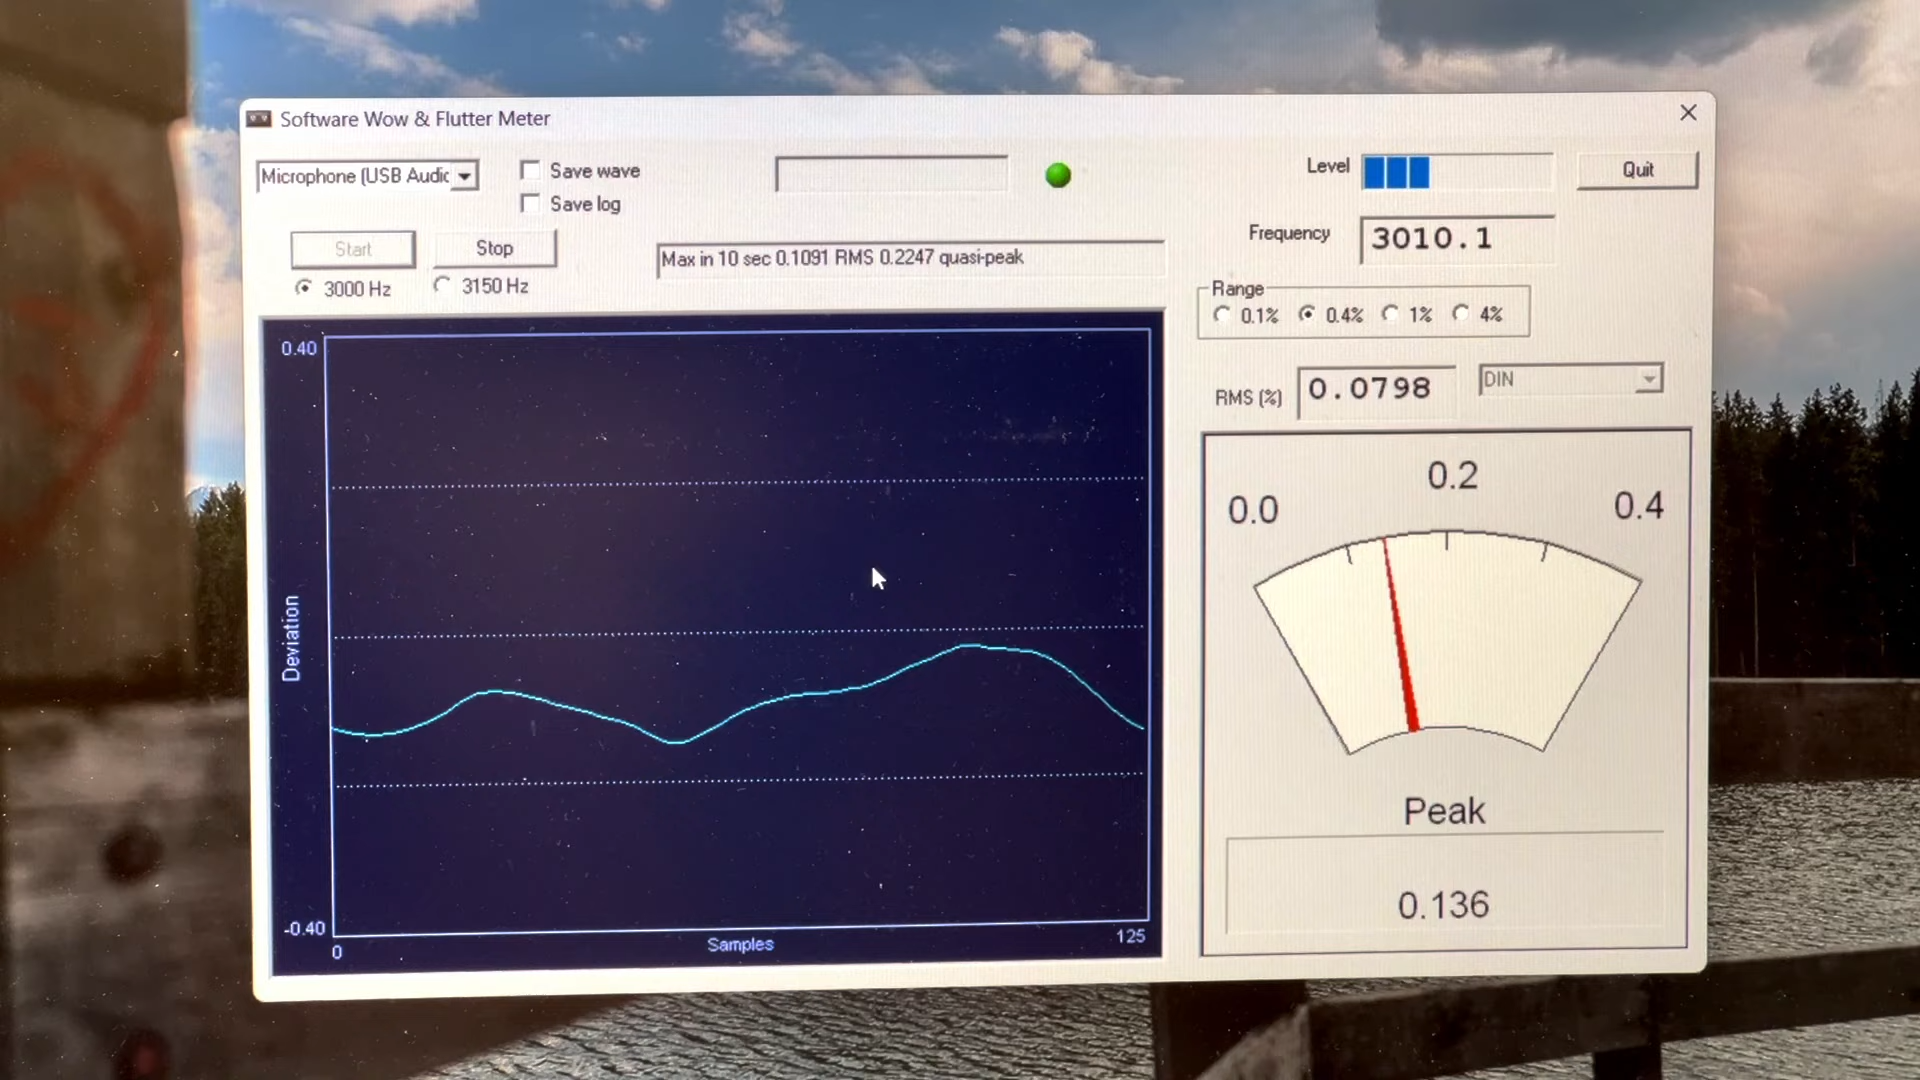 Software Wow & Flutter Meter
Microphone (USB Audic
Save wave
Save log
Level
Quit
Start
Stop
3000 Hz
3150 Hz
Max in 10 sec 0.1091 RMS 0.2247 quasi-peak
Frequency
3010.1
Range
0.1% 0.4% 1% 4%
RMS (%)
0.0798
DIN
0.40
Deviation
-0.40
0
Samples
125
0.0
0.2
0.4
Peak
0.136